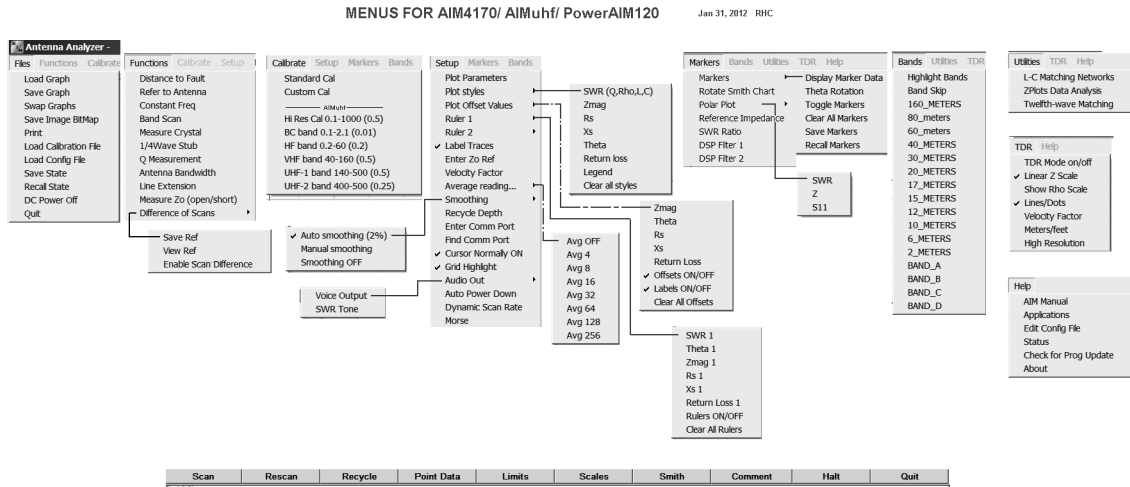 MENUS FOR AIM4170/ AIMuhf/ PowerAIM120
Jan 31, 2012 RHC
Antenna Analyzer -
Files Functions Calibrate
Load Graph
Save Graph
Swap Graphs
Save Image BitMap
Print
Load Calibration File
Load Config File
Save State
Recall State
DC Power Off
Quit
Functions Calibrate Setup
Distance to Fault
Refer to Antenna
Constant Freq
Band Scan
Measure Crystal
1/4Wave Stub
Q Measurement
Antenna Bandwidth
Line Extension
Measure Zo (open/short)
Difference of Scans
Save Ref
View Ref
Enable Scan Difference
Calibrate Setup Markers Bands
Standard Cal
Custom Cal
AIMuhf
Hi Res Cal 0.1-1000 (0.5)
BC band 0.1-2.1 (0.01)
HF band 0.2-60 (0.2)
VHF band 40-160 (0.5)
UHF-1 band 140-500 (0.5)
UHF-2 band 400-500 (0.25)
✓ Auto smoothing (2%)
Manual smoothing
Smoothing OFF
Voice Output
SWR Tone
Setup Markers Bands
Plot Parameters
Plot styles
Plot Offset Values
Ruler 1
Ruler 2
✓ Label Traces
Enter Zo Ref
Velocity Factor
Average reading...
Smoothing
Recycle Depth
Enter Comm Port
Find Comm Port
✓ Cursor Normally ON
✓ Grid Highlight
Audio Out
Auto Power Down
Dynamic Scan Rate
Morse
SWR (Q,Rho,L,C)
Zmag
Rs
Xs
Theta
Return loss
Legend
Clear all styles
Avg OFF
Avg 4
Avg 8
Avg 16
Avg 32
Avg 64
Avg 128
Avg 256
Zmag
Theta
Rs
Xs
Return Loss
✓ Offsets ON/OFF
✓ Labels ON/OFF
Clear All Offsets
SWR 1
Theta 1
Zmag 1
Rs 1
Xs 1
Return Loss 1
Rulers ON/OFF
Clear All Rulers
Markers Bands Utilities TDR Help
Markers
Rotate Smith Chart
Polar Plot
Reference Impedance
SWR Ratio
DSP Flter 1
DSP Flter 2
Display Marker Data
Theta Rotation
Toggle Markers
Clear All Markers
Save Markers
Recall Markers
SWR
Z
S11
Bands Utilities TDR
Highlight Bands
Band Skip
160_METERS
80_meters
60_meters
40_METERS
30_METERS
20_METERS
17_METERS
15_METERS
12_METERS
10_METERS
6_METERS
2_METERS
BAND_A
BAND_B
BAND_C
BAND_D
Utilities TDR Help
L-C Matching Networks
ZPlots Data Analysis
Twelfth-wave Matching
TDR Help
TDR Mode on/off
✓ Linear Z Scale
Show Rho Scale
✓ Lines/Dots
Velocity Factor
Meters/feet
High Resolution
Help
AIM Manual
Applications
Edit Config File
Status
Check for Prog Update
About
Scan Rescan Recycle Point Data Limits Scales Smith Comment Halt Quit